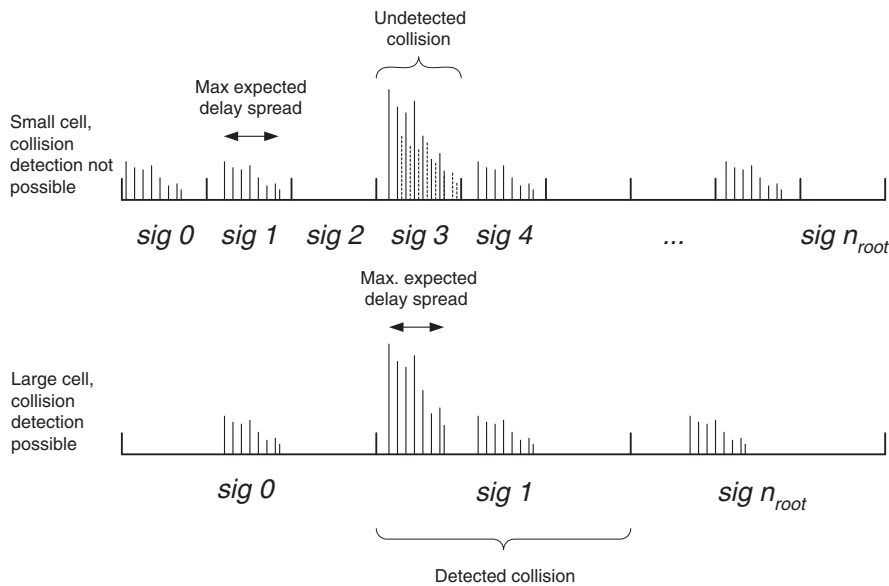 Undetected
collision
Max expected
delay spread
Small cell,
collision
detection not
possible
sig 0 sig 1 sig 2 sig 3 sig 4 ... sig n_root
Max. expected
delay spread
Large cell,
collision
detection
possible
sig 0 sig 1 sig n_root
Detected collision